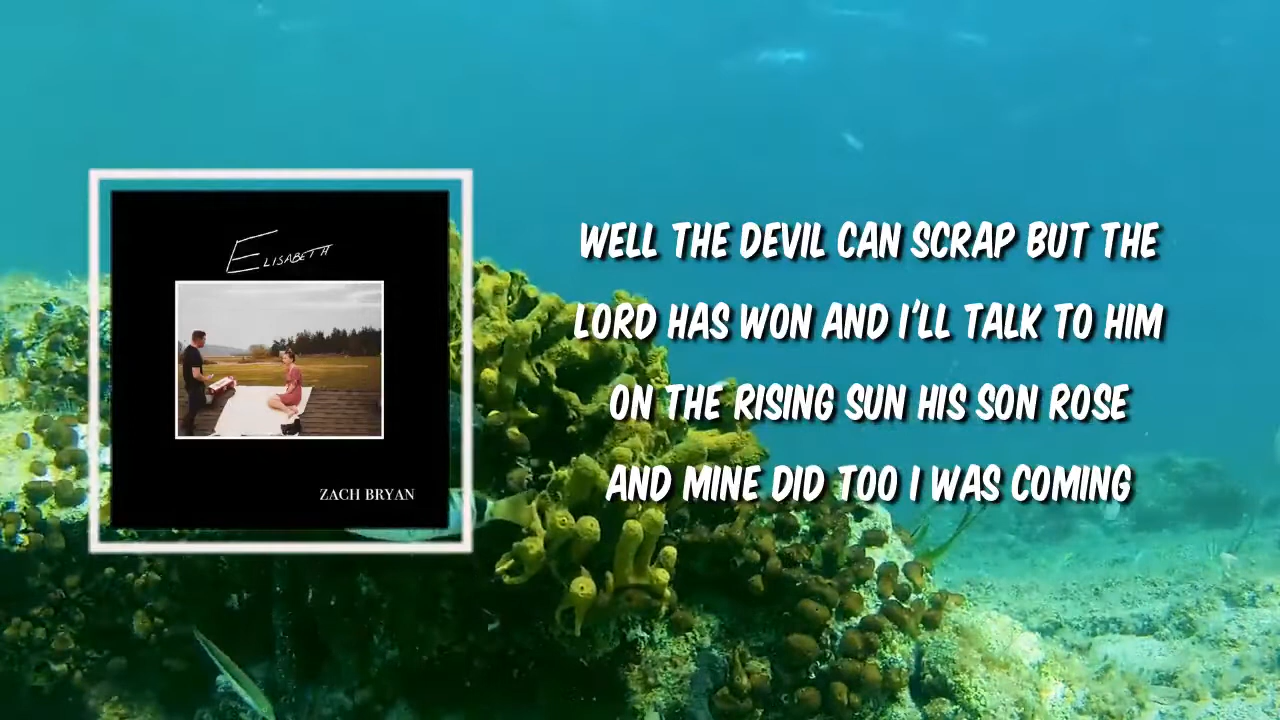 ELISABETH
ZACH BRYAN
WELL THE DEVIL CAN SCRAP BUT THE
LORD HAS WON AND I'LL TALK TO HIM
ON THE RISING SUN HIS SON ROSE
AND MINE DID TOO I WAS COMING